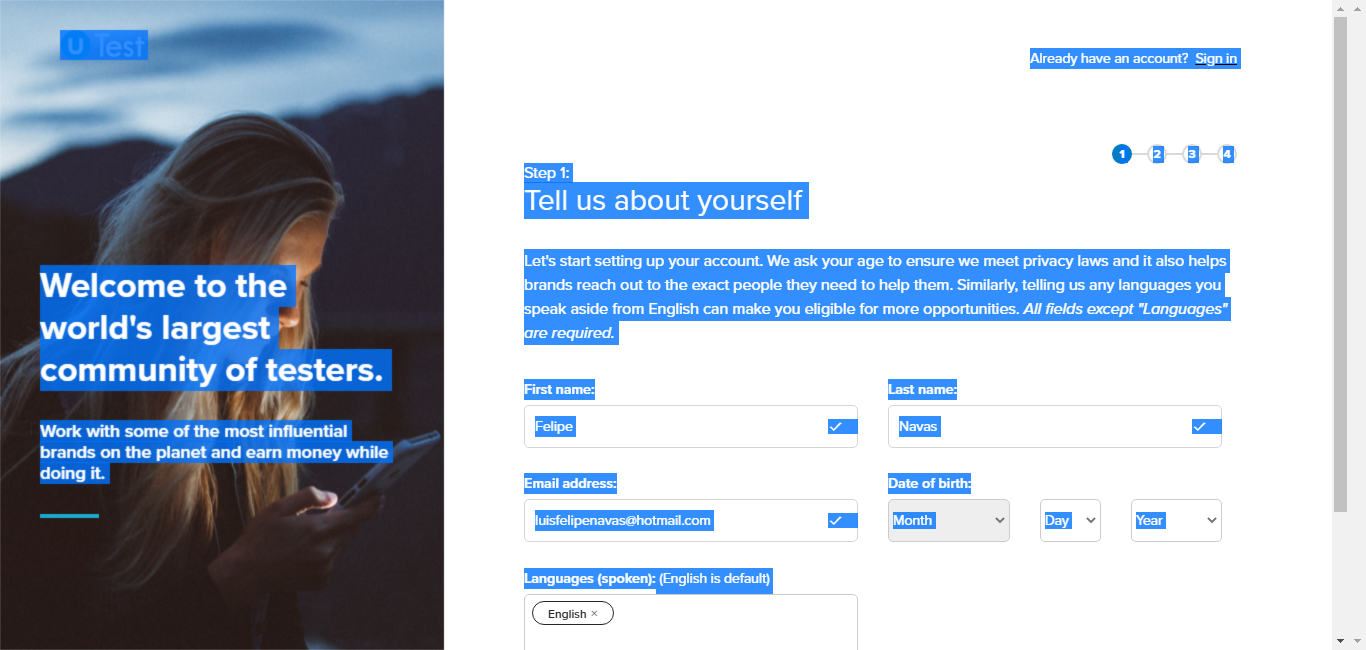 u Test
Already have an account? Sign in
1 2 3 4
Step 1:
Tell us about yourself
Let's start setting up your account. We ask your age to ensure we meet privacy laws and it also helps
brands reach out to the exact people they need to help them. Similarly, telling us any languages you
speak aside from English can make you eligible for more opportunities. All fields except "Languages"
are required.
Welcome to the
world's largest
community of testers.
Work with some of the most influential
brands on the planet and earn money while
doing it.
First name: Last name:
Felipe Navas
Email address: Date of birth:
luisfelipenavas@hotmail.com Month Day Year
Languages (spoken): (English is default)
English ×